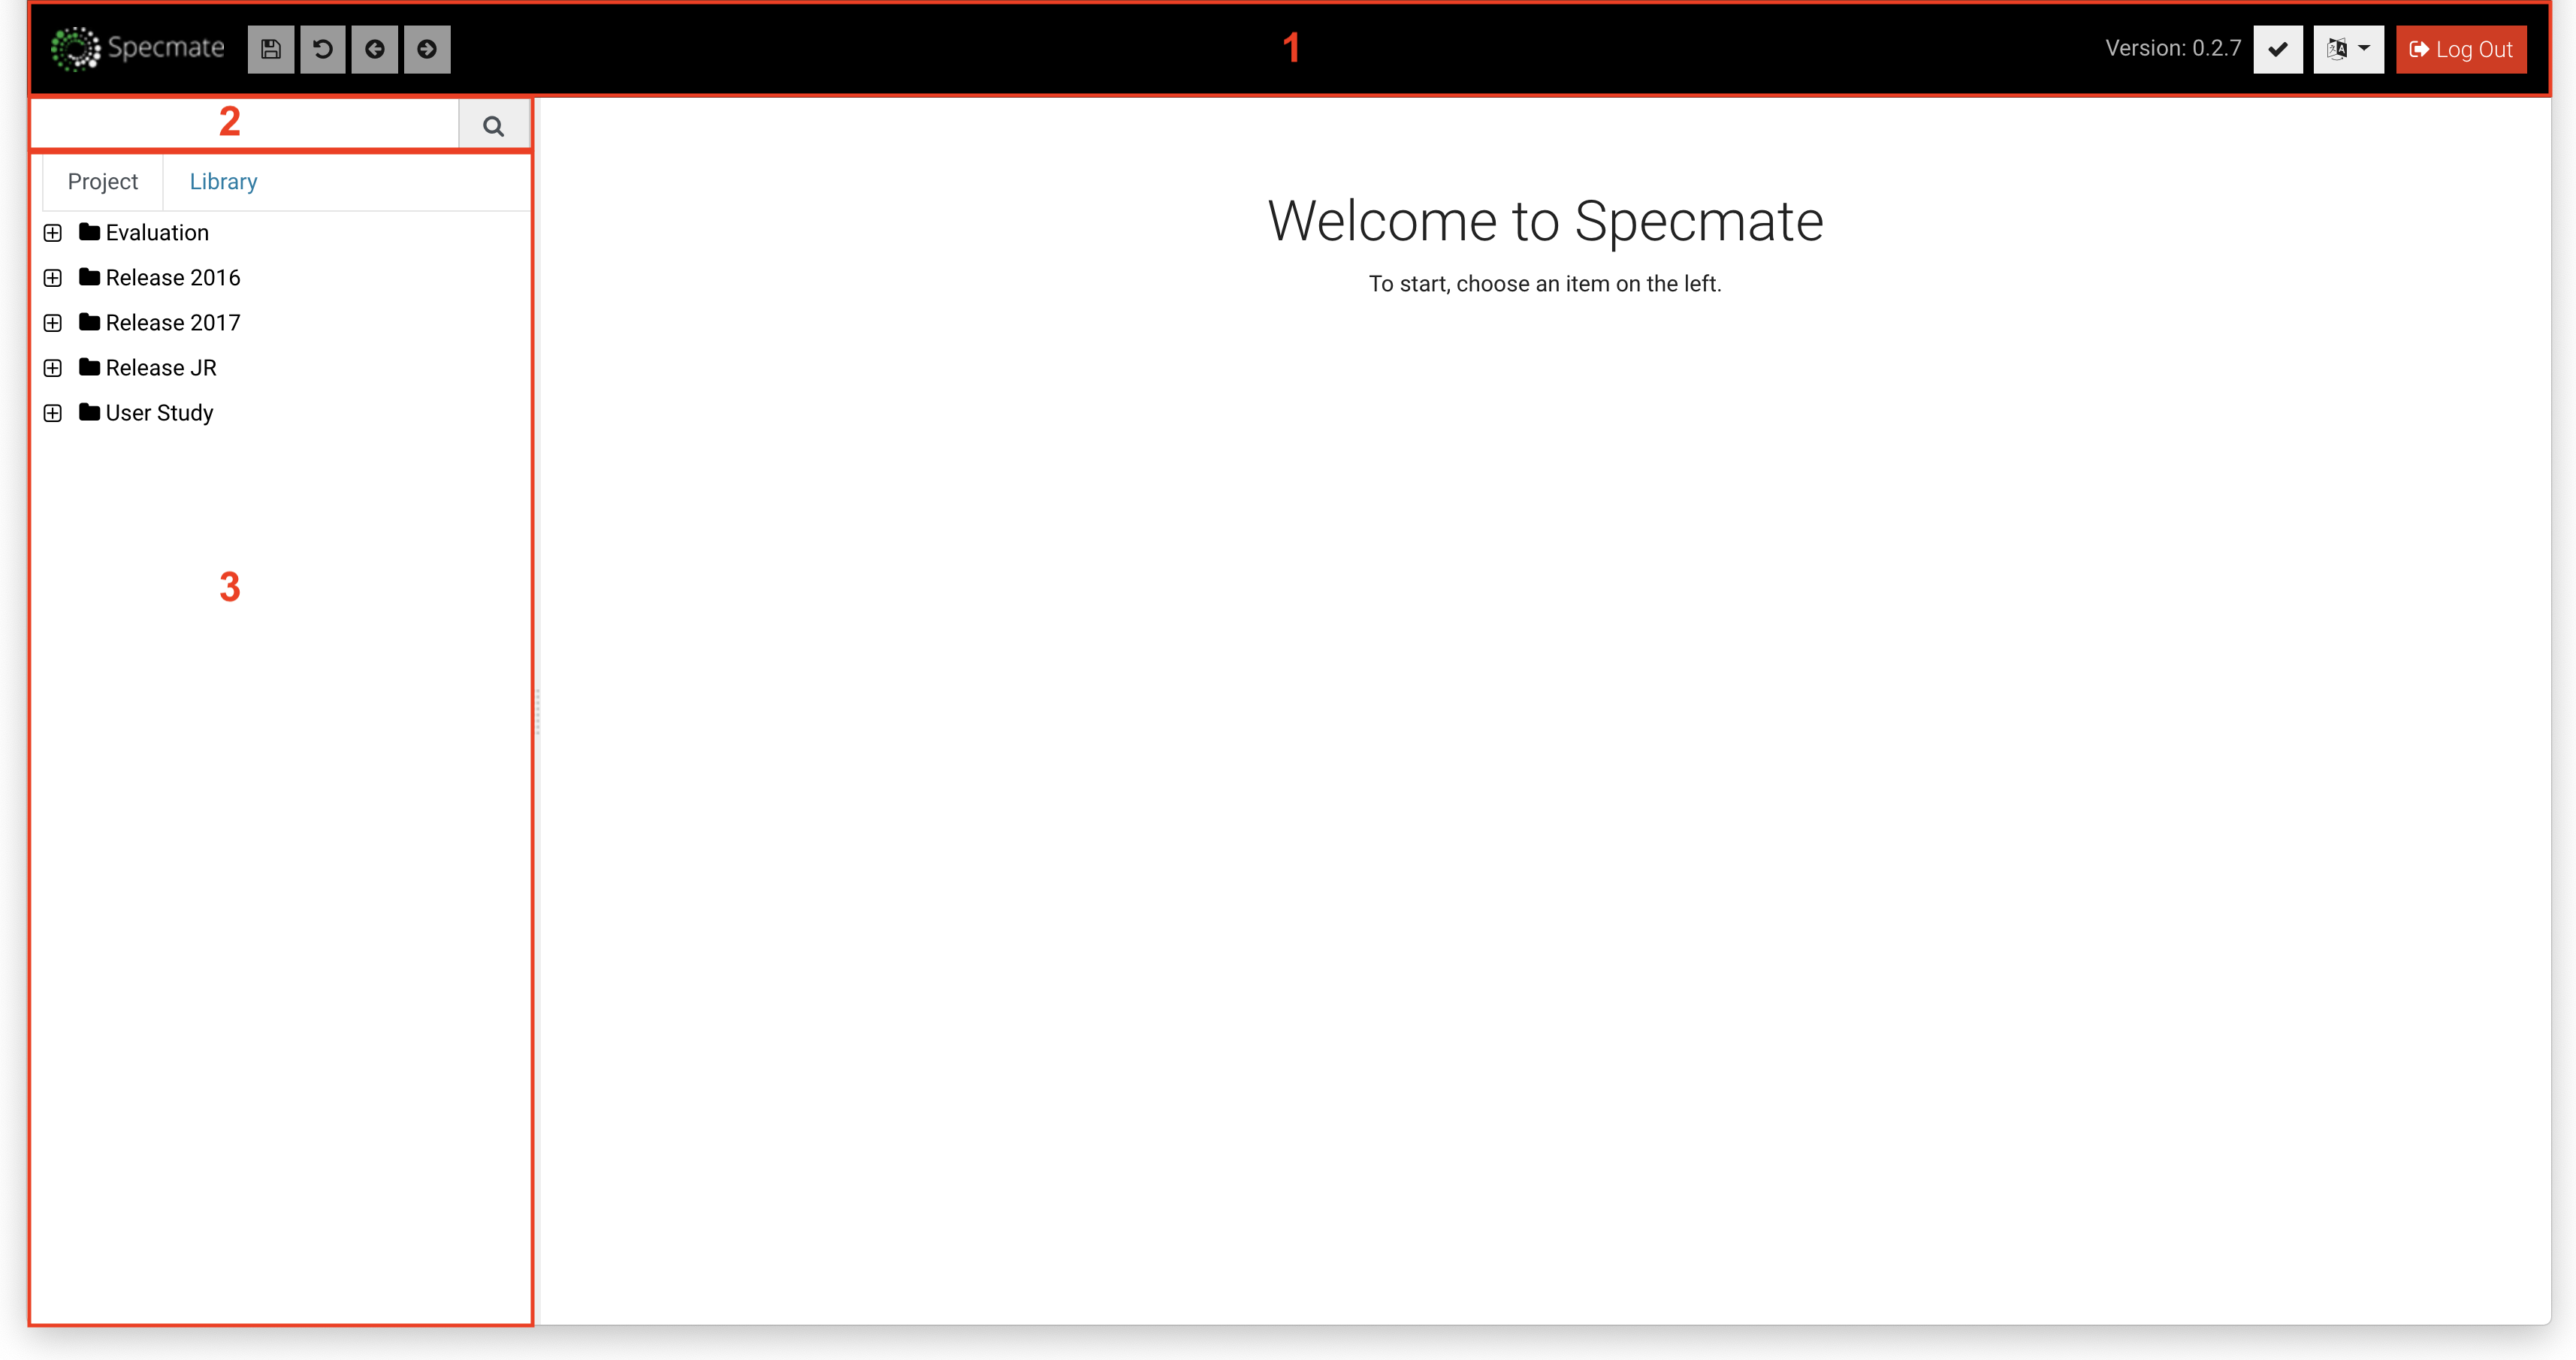 Specmate
1
Version: 0.2.7
Log Out
2
Project Library
Evaluation
Release 2016
Release 2017
Release JR
User Study
3
Welcome to Specmate
To start, choose an item on the left.